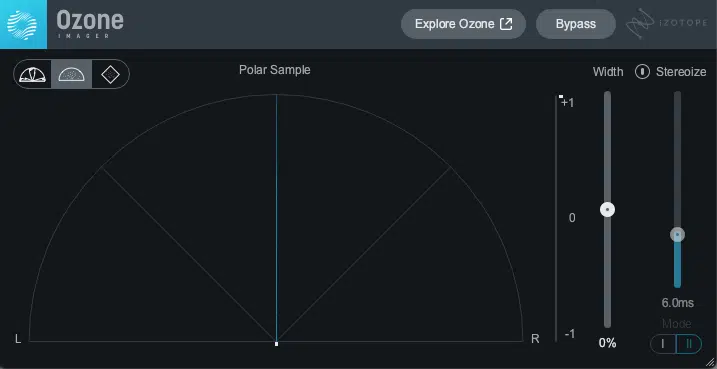 Ozone
IMAGER
Explore Ozone
Bypass
IZOTOPE
Polar Sample
Width
Stereoize
+1
0
-1
L
R
0%
6.0ms
Mode
I
II